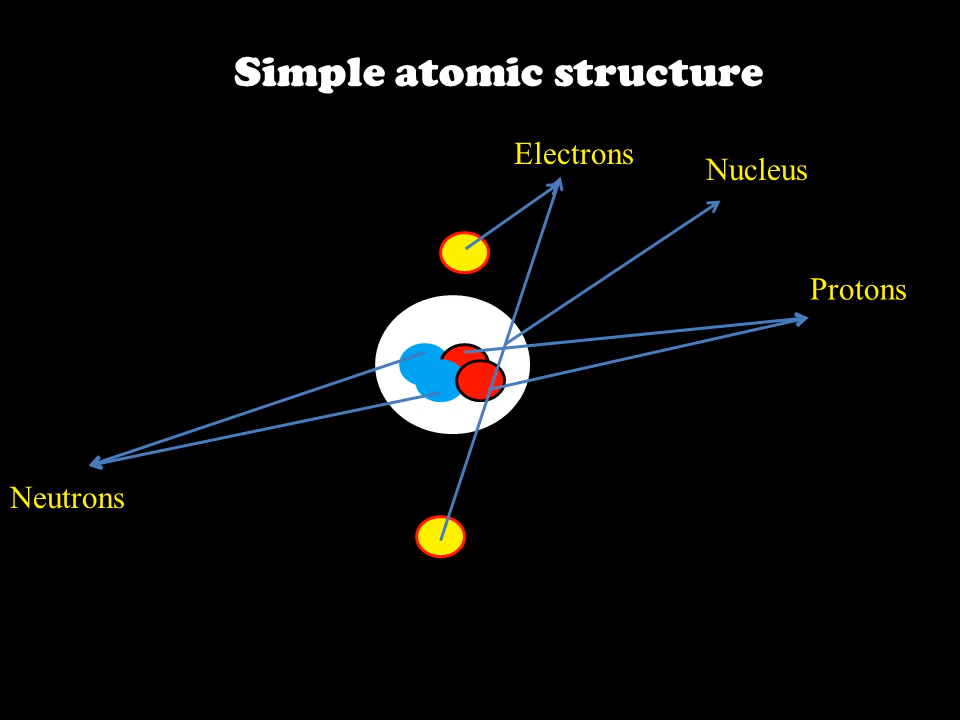 Simple atomic structure
Electrons
Nucleus
Protons
Neutrons